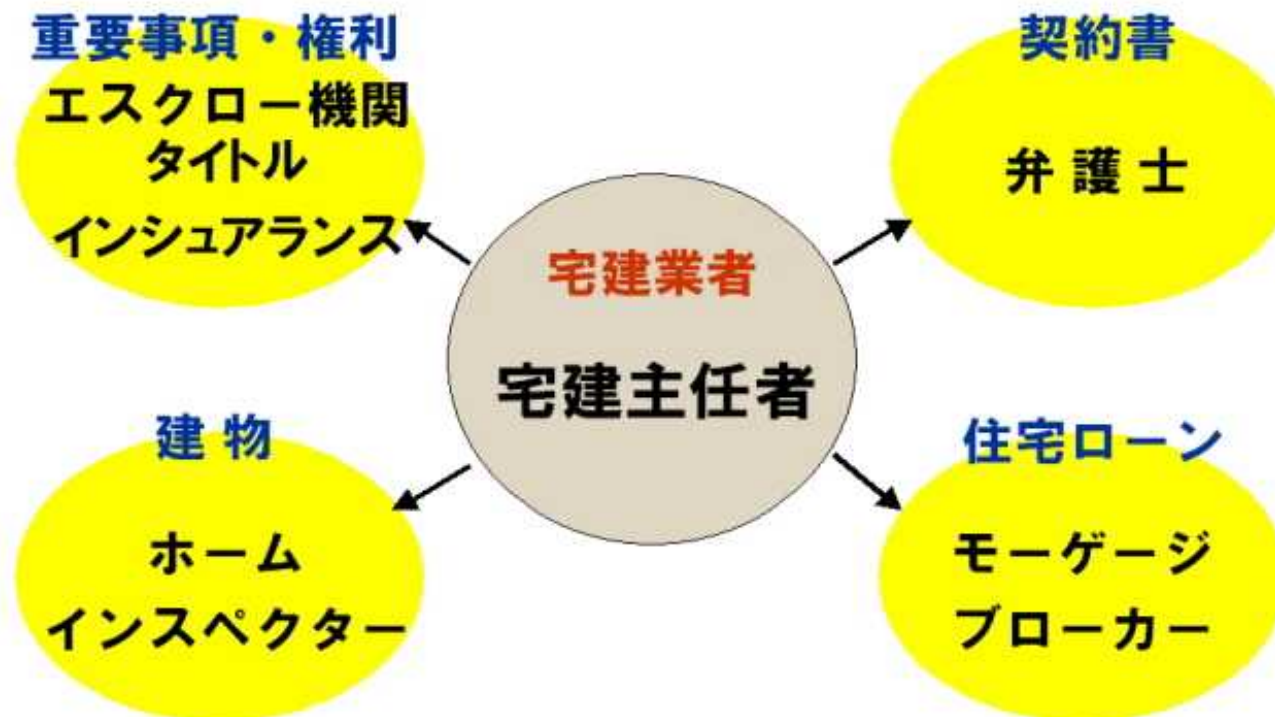 重要事項・権利
エスクロー機関
タイトル
インシュアランス
契約書
弁護士
宅建業者
宅建主任者
建物
ホーム
インスペクター
住宅ローン
モーゲージ
ブローカー